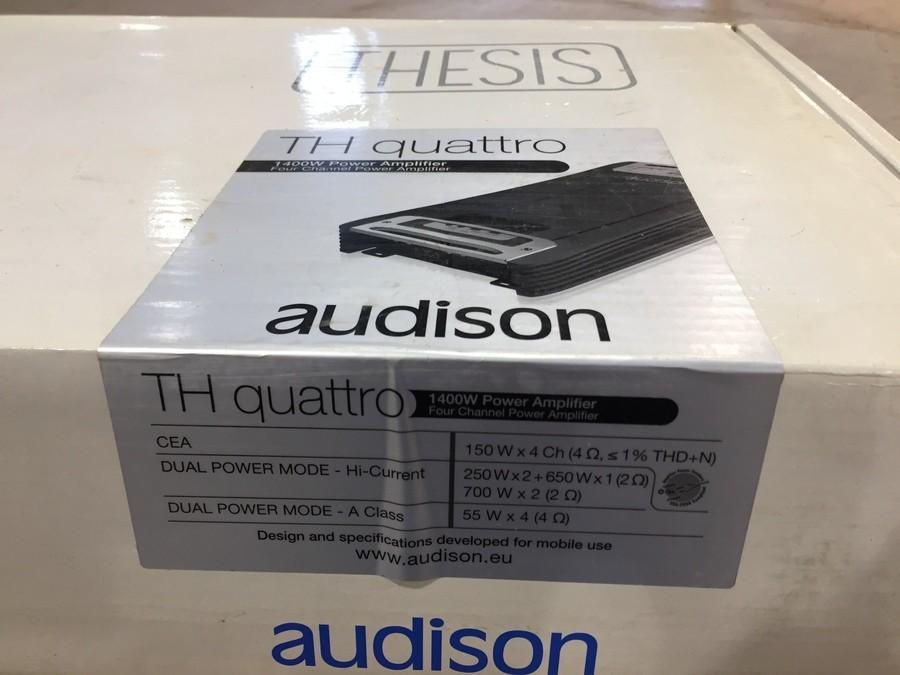 THESIS
TH quattro
1400W Power Amplifier
Four Channel Power Amplifier
audison
TH quattro
1400W Power Amplifier
Four Channel Power Amplifier
CEA
150 W x 4 Ch (4 Ω, ≤ 1% THD+N)
DUAL POWER MODE - Hi-Current
250 W x 2 + 650 W x 1 (2 Ω)
700 W x 2 (2 Ω)
DUAL POWER MODE - A Class
55 W x 4 (4 Ω)
Design and specifications developed for mobile use
www.audison.eu
audison